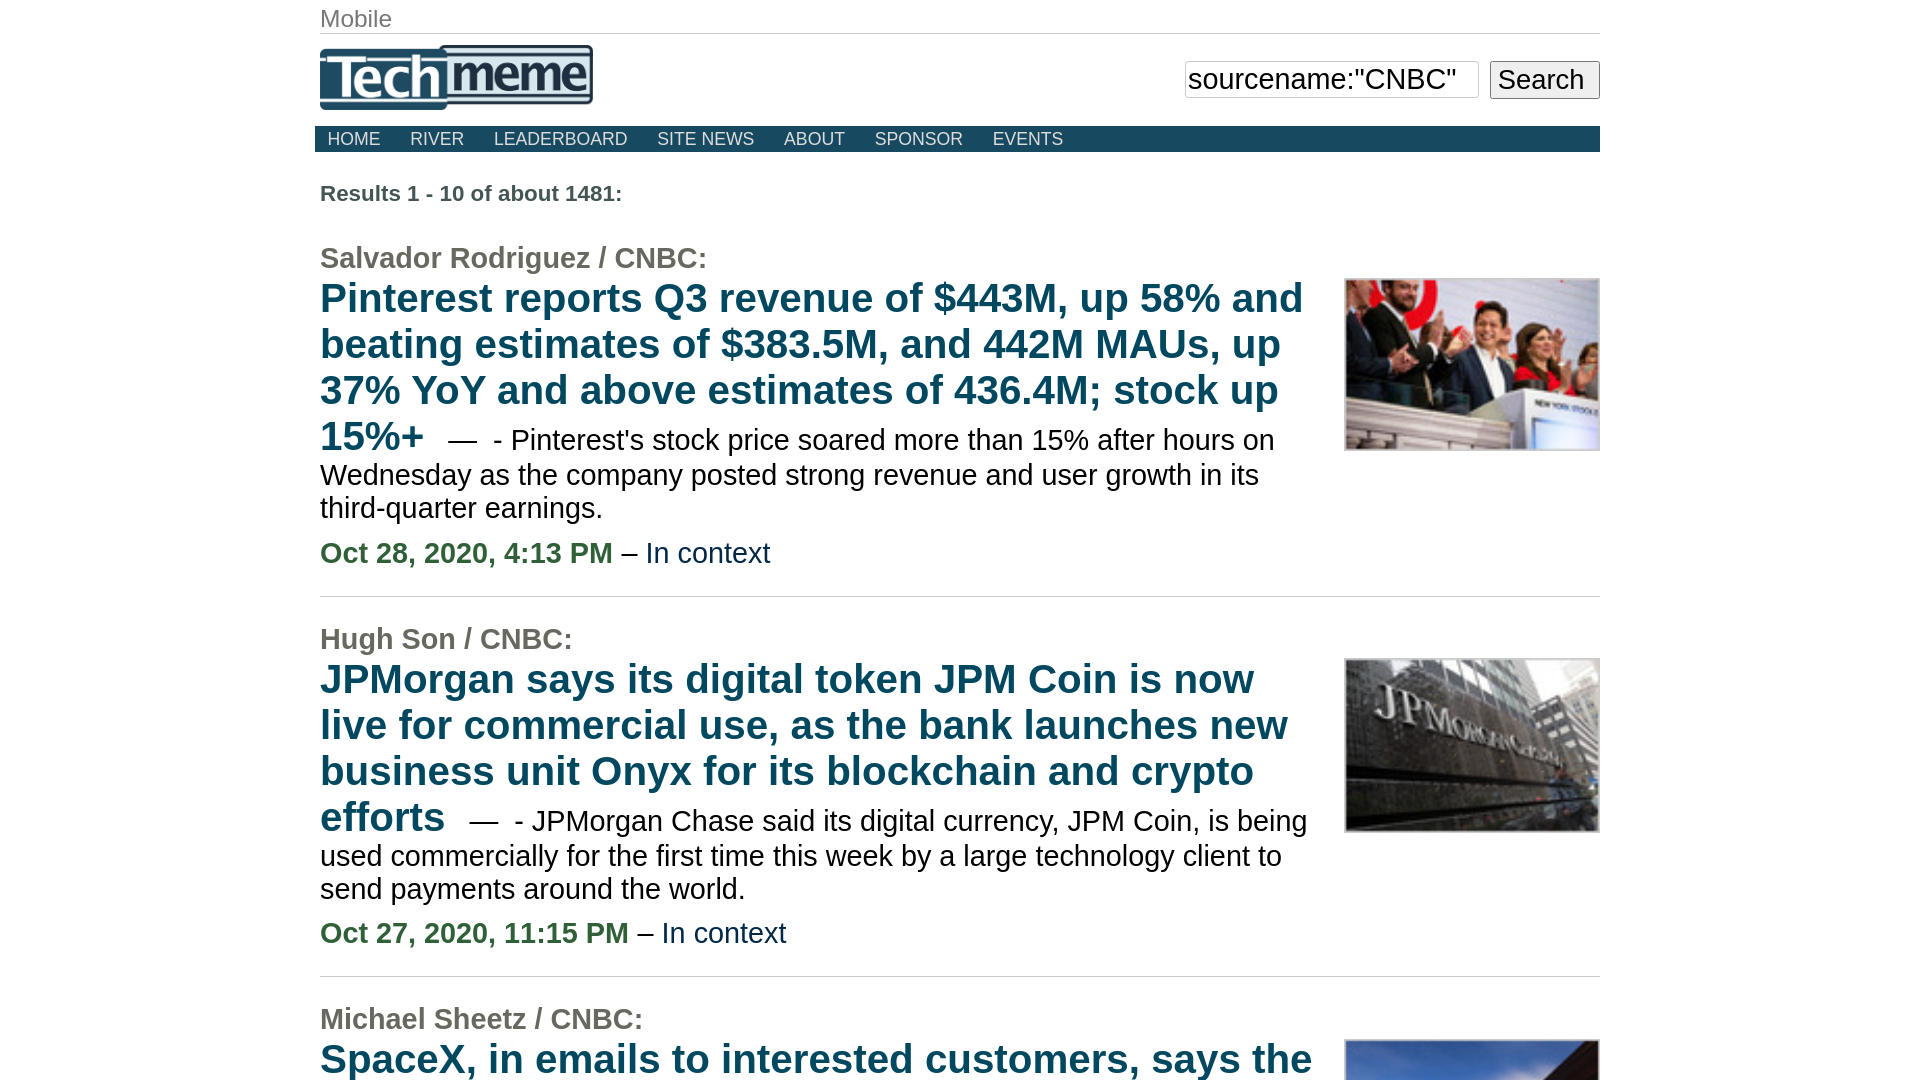 Mobile
Techmeme
sourcename:"CNBC" Search
HOME RIVER LEADERBOARD SITE NEWS ABOUT SPONSOR EVENTS
Results 1 - 10 of about 1481:
Salvador Rodriguez / CNBC:
Pinterest reports Q3 revenue of $443M, up 58% and
beating estimates of $383.5M, and 442M MAUs, up
37% YoY and above estimates of 436.4M; stock up
15%+ — - Pinterest's stock price soared more than 15% after hours on
Wednesday as the company posted strong revenue and user growth in its
third-quarter earnings.
NEW YORK STOCK E
Oct 28, 2020, 4:13 PM – In context
Hugh Son / CNBC:
JPMorgan says its digital token JPM Coin is now
live for commercial use, as the bank launches new
business unit Onyx for its blockchain and crypto
efforts — - JPMorgan Chase said its digital currency, JPM Coin, is being
used commercially for the first time this week by a large technology client to
send payments around the world.
JPMORGAN CHASE
Oct 27, 2020, 11:15 PM – In context
Michael Sheetz / CNBC:
SpaceX, in emails to interested customers, says the